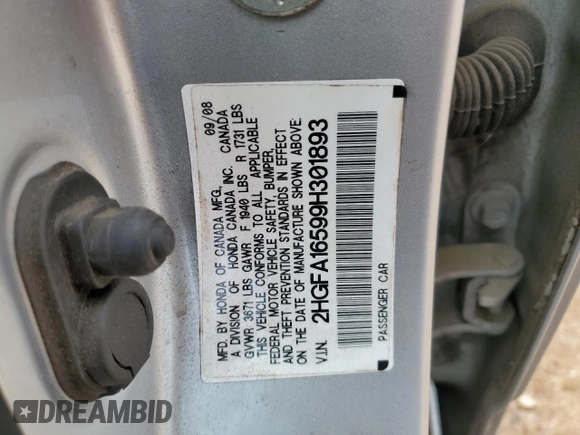 MFD. BY HONDA OF CANADA MFG., 09/08
A DIVISION OF HONDA CANADA INC. CANADA
GVWR 3671 LBS GAWR F 1940 LBS R 1731 LBS
THIS VEHICLE CONFORMS TO ALL APPLICABLE
FEDERAL MOTOR VEHICLE SAFETY, BUMPER,
AND THEFT PREVENTION STANDARDS IN EFFECT
ON THE DATE OF MANUFACTURE SHOWN ABOVE.
V.I.N. 2HGFA16599H301893
PASSENGER CAR
DREAMBID